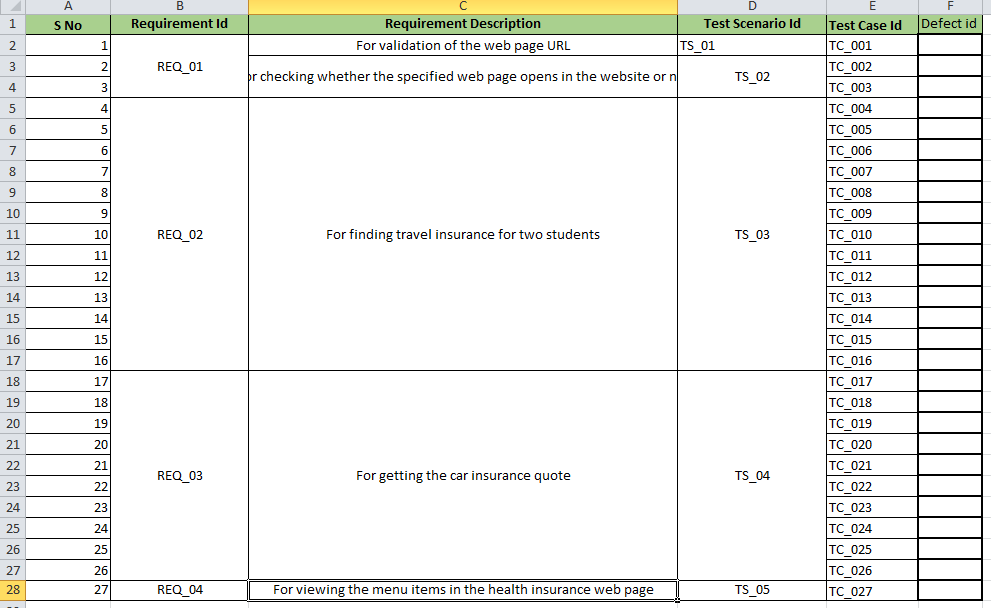 A B C D E F
1 S No Requirement Id Requirement Description Test Scenario Id Test Case Id Defect id
2 1 For validation of the web page URL TS_01 TC_001
3 2 REQ_01 TC_002
or checking whether the specified web page opens in the website or n TS_02
4 3 TC_003
5 4 TC_004
6 5 TC_005
7 6 TC_006
8 7 TC_007
9 8 TC_008
10 9 TC_009
11 10 REQ_02 For finding travel insurance for two students TS_03 TC_010
12 11 TC_011
13 12 TC_012
14 13 TC_013
15 14 TC_014
16 15 TC_015
17 16 TC_016
18 17 TC_017
19 18 TC_018
20 19 TC_019
21 20 TC_020
22 21 TC_021
REQ_03 For getting the car insurance quote TS_04
23 22 TC_022
24 23 TC_023
25 24 TC_024
26 25 TC_025
27 26 TC_026
28 27 REQ_04 For viewing the menu items in the health insurance web page TS_05 TC_027